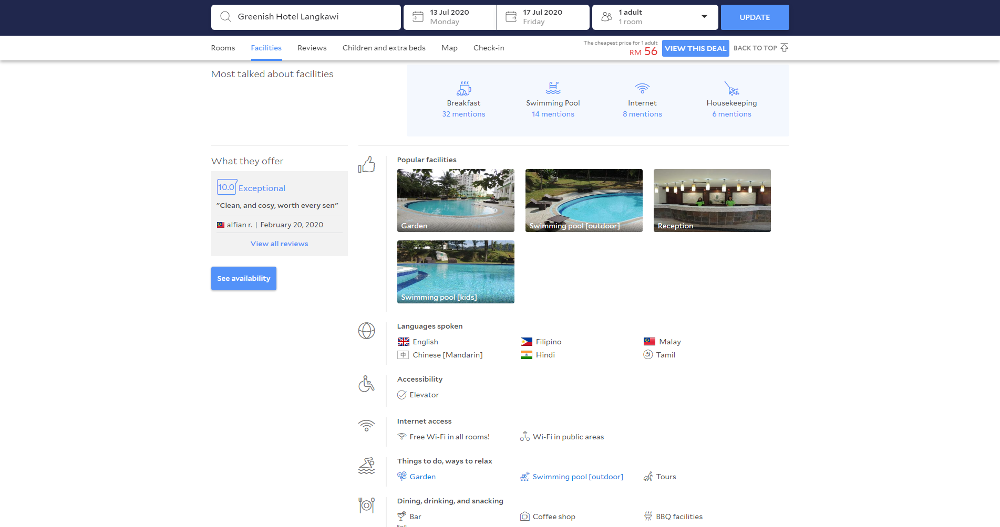 Greenish Hotel Langkawi
13 Jul 2020
Monday
17 Jul 2020
Friday
1 adult
1 room
UPDATE
Rooms
Facilities
Reviews
Children and extra beds
Map
Check-in
The cheapest price for 1 adult
RM 56
VIEW THIS DEAL
BACK TO TOP
Most talked about facilities
Breakfast
32 mentions
Swimming Pool
14 mentions
Internet
8 mentions
Housekeeping
6 mentions
What they offer
10.0 Exceptional
"Clean, and cosy, worth every sen"
alfian r. | February 20, 2020
View all reviews
See availability
Popular facilities
Garden
Swimming pool [outdoor]
Reception
Swimming pool [kids]
Languages spoken
English
Filipino
Malay
中 Chinese [Mandarin]
Hindi
Tamil
Accessibility
Elevator
Internet access
Free Wi-Fi in all rooms!
Wi-Fi in public areas
Things to do, ways to relax
Garden
Swimming pool [outdoor]
Tours
Dining, drinking, and snacking
Bar
Coffee shop
BBQ facilities